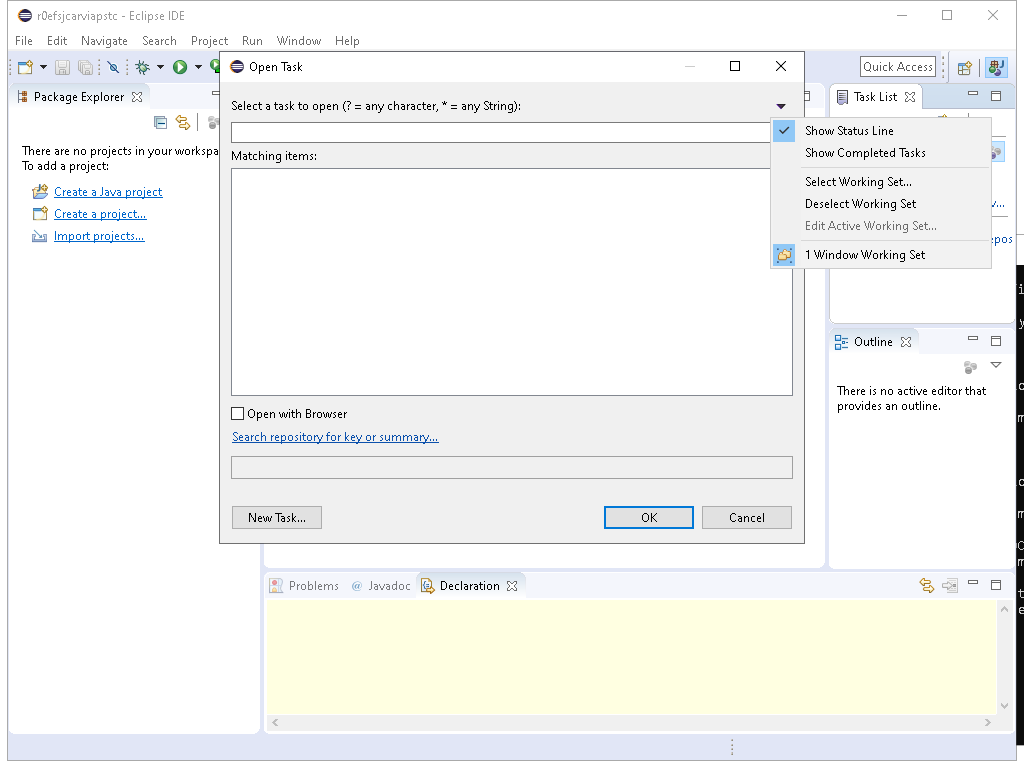 r0efsjcarviapstc - Eclipse IDE
File Edit Navigate Search Project Run Window Help
Quick Access
Package Explorer
There are no projects in your workspa
To add a project:
Create a Java project
Create a project...
Import projects...
Open Task
Select a task to open (? = any character, * = any String):
Matching items:
Open with Browser
Search repository for key or summary...
New Task...
OK
Cancel
Task List
Show Status Line
Show Completed Tasks
Select Working Set...
Deselect Working Set
Edit Active Working Set...
1 Window Working Set
epos
Outline
There is no active editor that
provides an outline.
Problems @ Javadoc Declaration